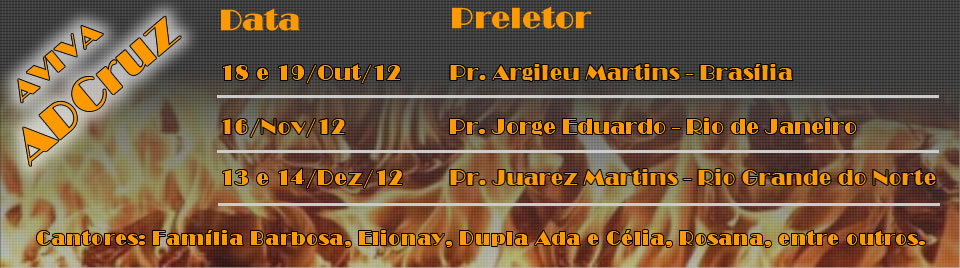 AVIVA
ADCruz
Data Preletor
18 e 19/Out/12 Pr. Argileu Martins - Brasília
16/Nov/12 Pr. Jorge Eduardo - Rio de Janeiro
13 e 14/Dez/12 Pr. Juarez Martins - Rio Grande do Norte
Cantores: Família Barbosa, Elionay, Dupla Ada e Célia, Rosana, entre outros.